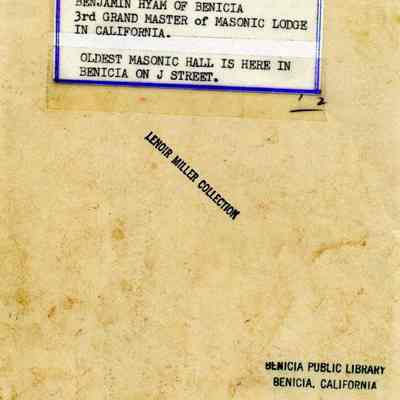 BENJAMIN HYAM OF BENICIA
3rd GRAND MASTER of MASONIC LODGE
IN CALIFORNIA.
OLDEST MASONIC HALL IS HERE IN
BENICIA ON J STREET.
LENOIR MILLER COLLECTION
BENICIA PUBLIC LIBRARY
BENICIA, CALIFORNIA